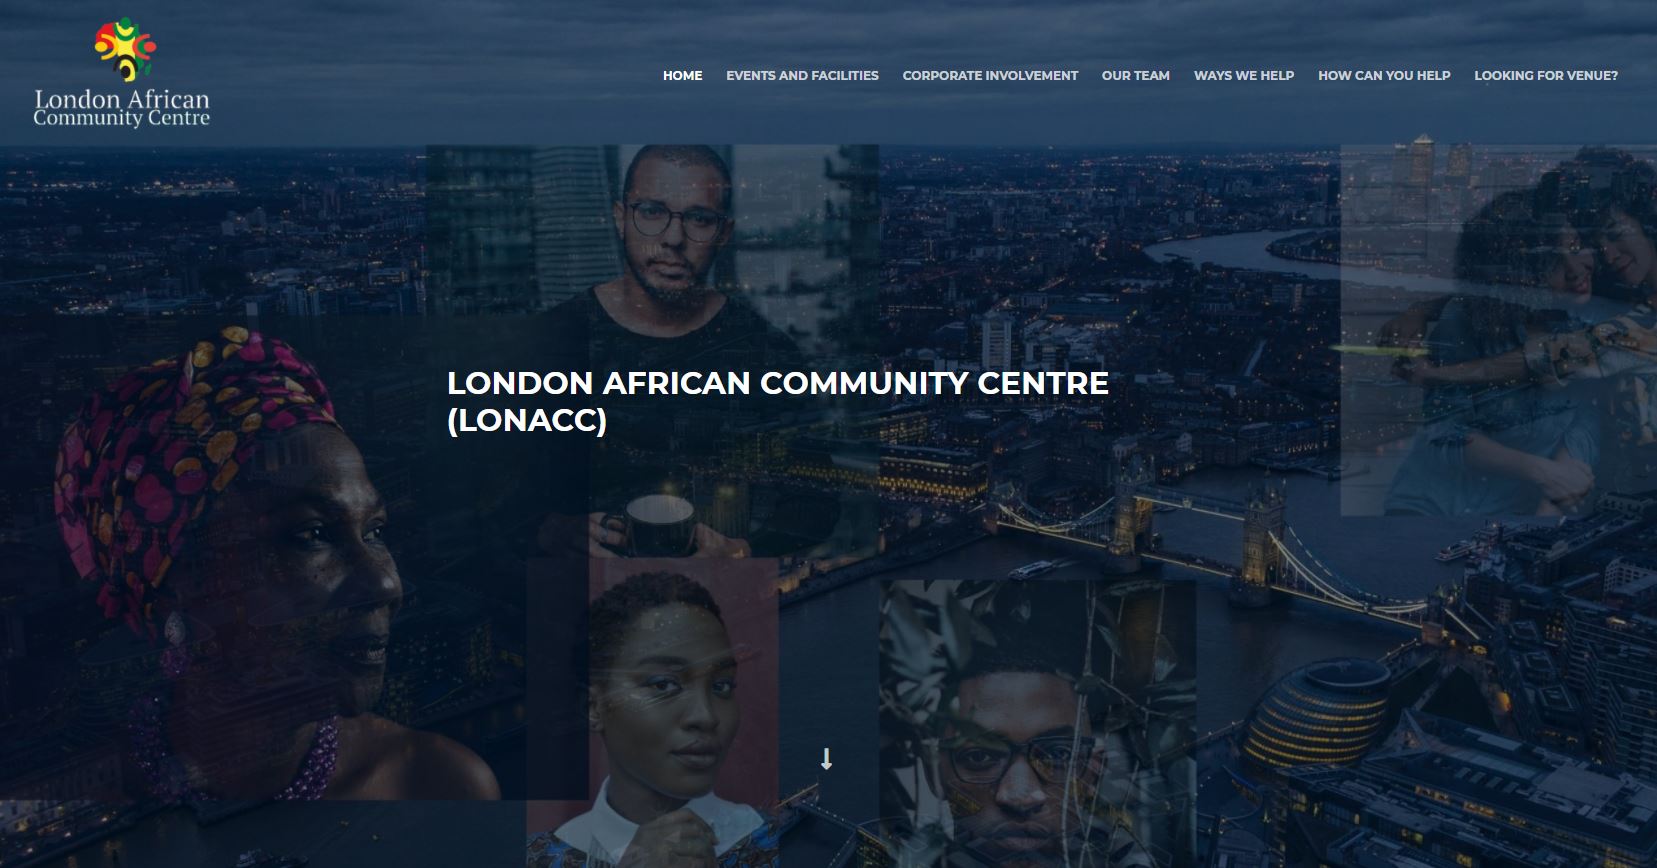 London African
Community Centre
HOME
EVENTS AND FACILITIES
CORPORATE INVOLVEMENT
OUR TEAM
WAYS WE HELP
HOW CAN YOU HELP
LOOKING FOR VENUE?
LONDON AFRICAN COMMUNITY CENTRE
(LONACC)